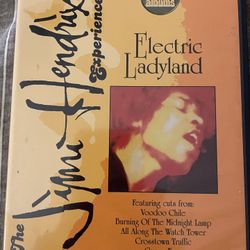 The
Jimi Hendrix
Experience
albums
Electric
Ladyland
Featuring cuts from:
Voodoo Chile
Burning Of The Midnight Lamp
All Along The Watch Tower
Crosstown Traffic